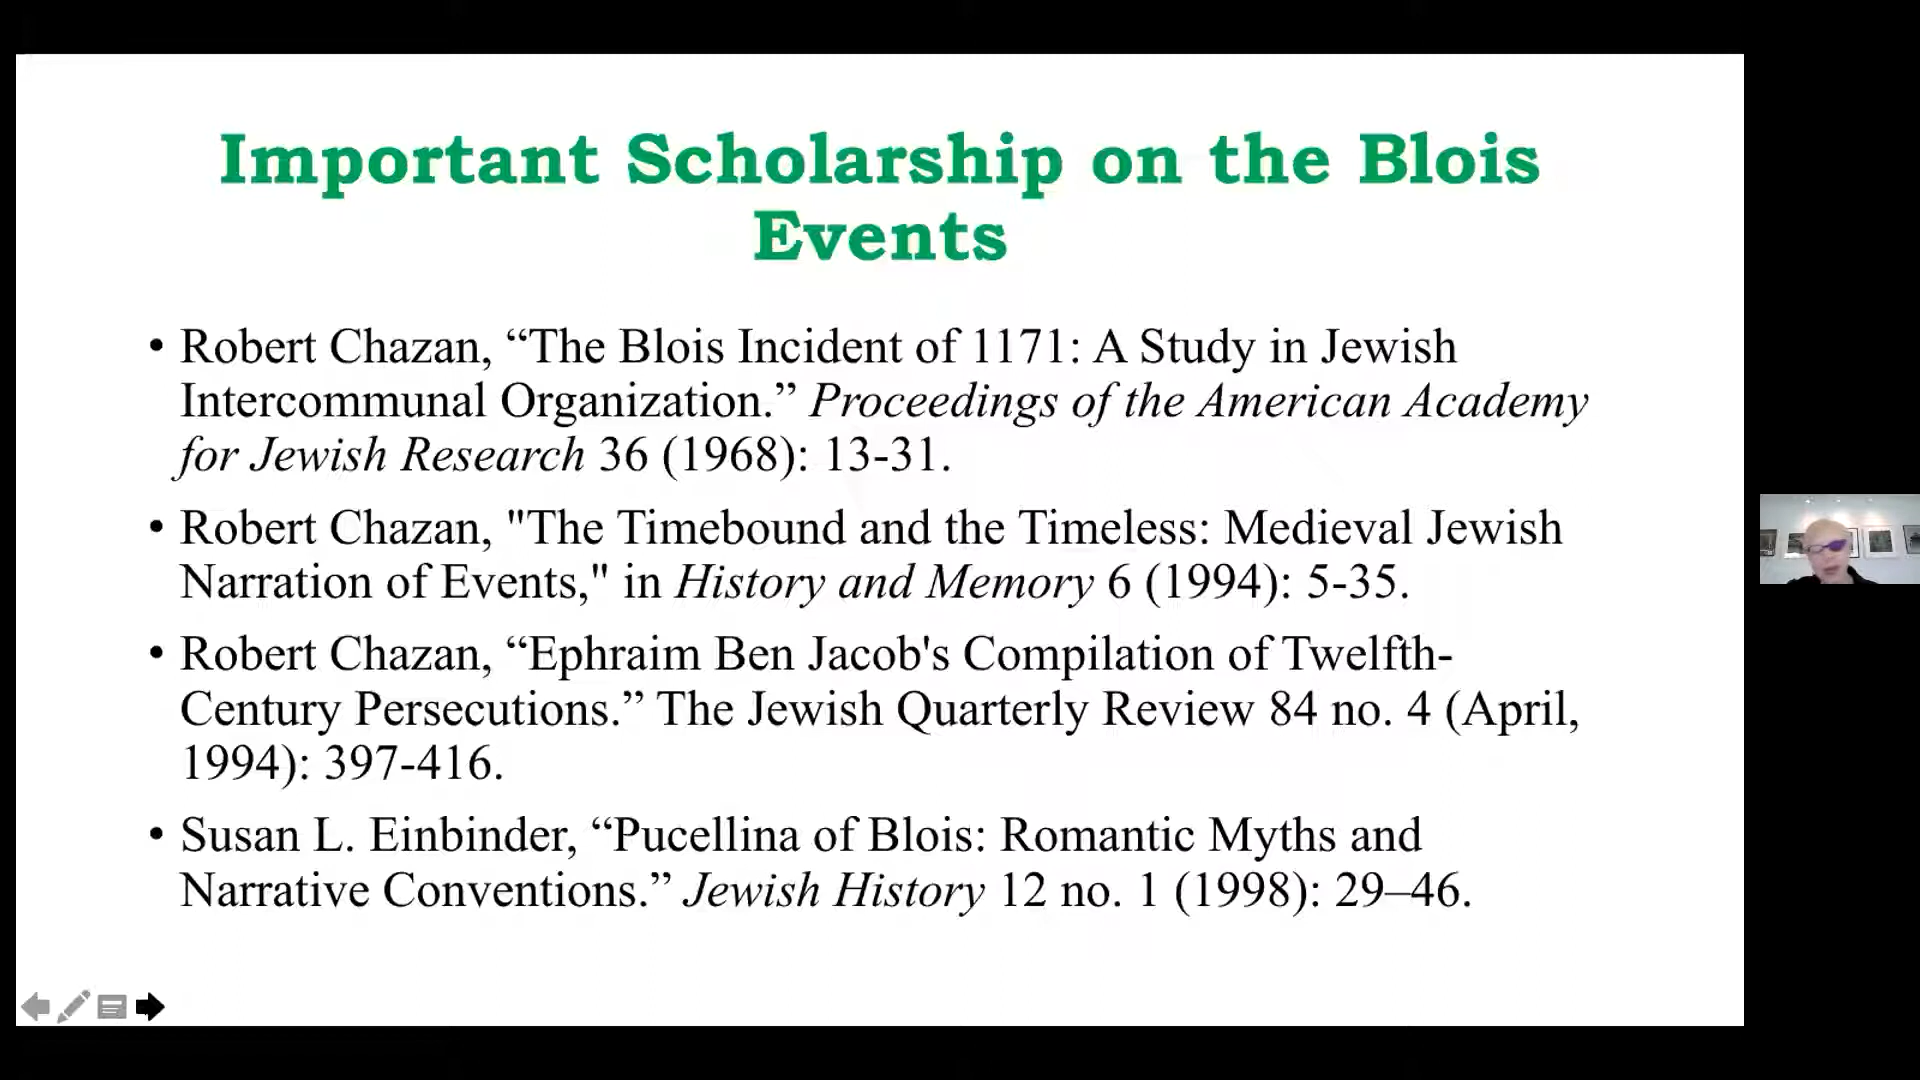 Important Scholarship on the Blois
Events
• Robert Chazan, “The Blois Incident of 1171: A Study in Jewish
Intercommunal Organization.” Proceedings of the American Academy
for Jewish Research 36 (1968): 13-31.
• Robert Chazan, "The Timebound and the Timeless: Medieval Jewish
Narration of Events," in History and Memory 6 (1994): 5-35.
• Robert Chazan, “Ephraim Ben Jacob's Compilation of Twelfth-
Century Persecutions.” The Jewish Quarterly Review 84 no. 4 (April,
1994): 397-416.
• Susan L. Einbinder, “Pucellina of Blois: Romantic Myths and
Narrative Conventions.” Jewish History 12 no. 1 (1998): 29–46.